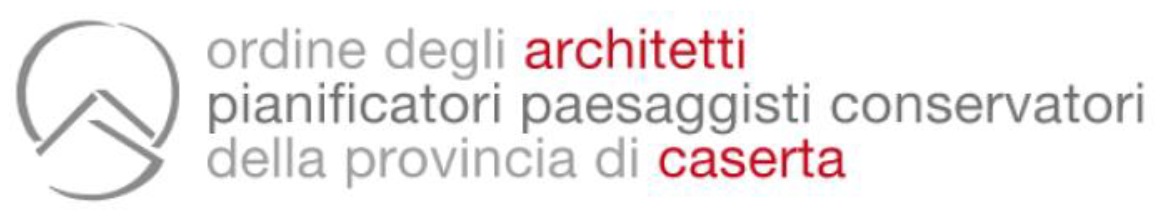 ordine degli architetti
pianificatori paesaggisti conservatori
della provincia di caserta